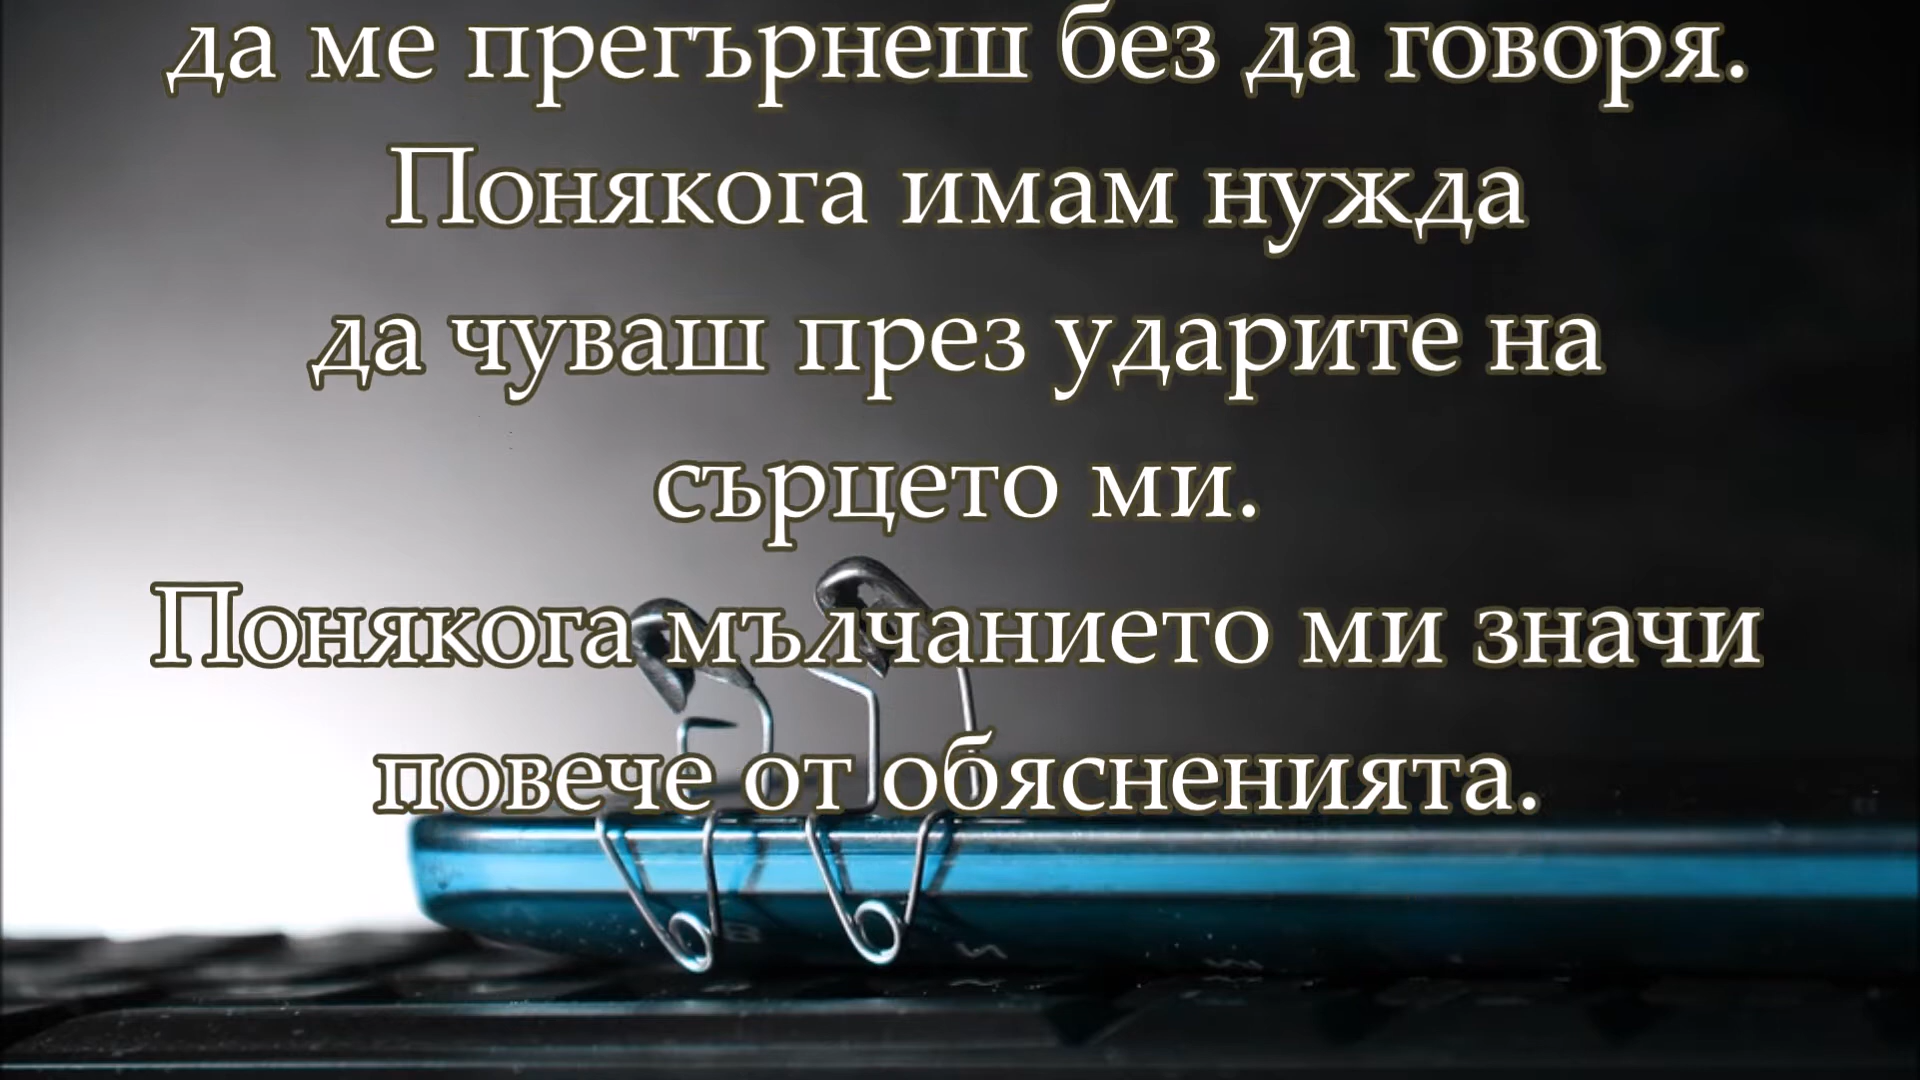 да ме прегърнеш без да говоря.
Понякога имам нужда
да чуваш през ударите на
сърцето ми.
Понякога мълчанието ми значи
повече от обясненията.